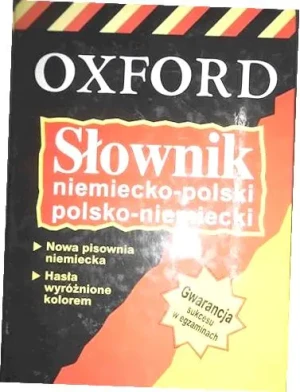 OXFORD
Słownik
niemiecko-polski
polsko-niemiecki
Nowa pisownia
niemiecka
Hasła
wyróżnione
kolorem
Gwarancja
sukcesu
w egzaminach